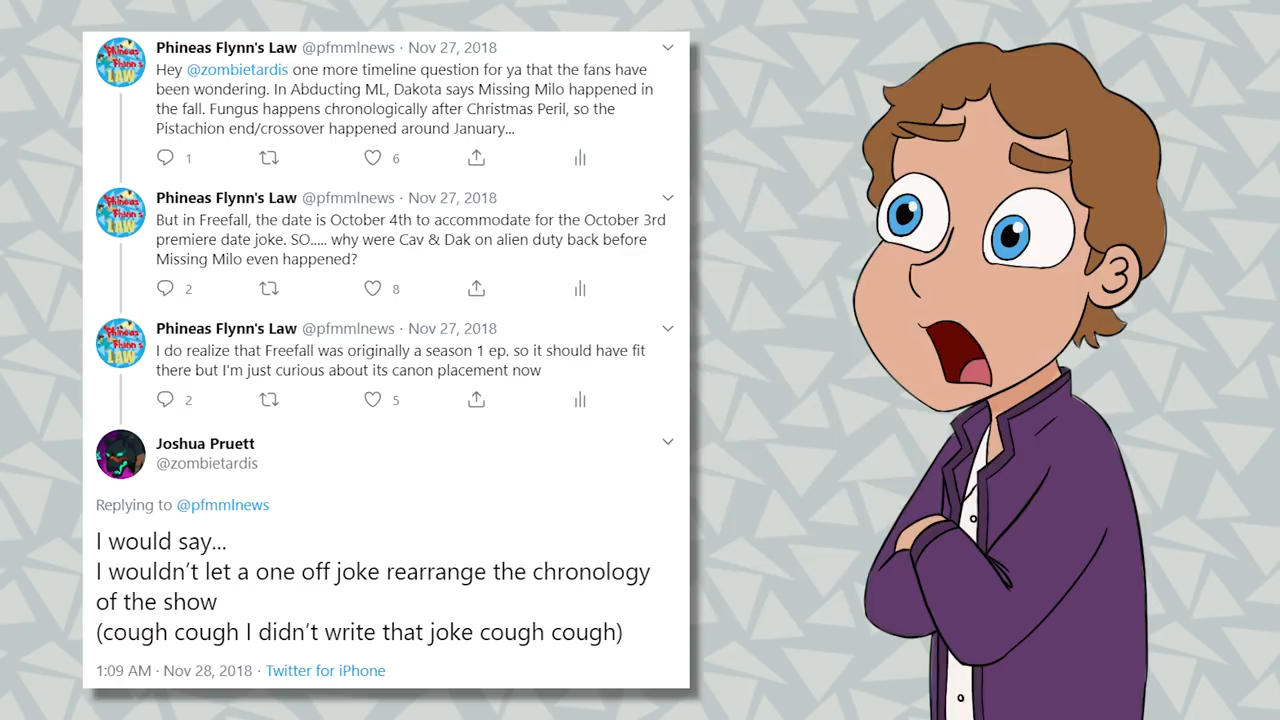 Phineas Flynn's Law @pfmmlnews · Nov 27, 2018
Hey @zombietardis one more timeline question for ya that the fans have
been wondering. In Abducting ML, Dakota says Missing Milo happened in
the fall. Fungus happens chronologically after Christmas Peril, so the
Pistachion end/crossover happened around January...
1
6
Phineas Flynn's Law @pfmmlnews · Nov 27, 2018
But in Freefall, the date is October 4th to accommodate for the October 3rd
premiere date joke. SO..... why were Cav & Dak on alien duty back before
Missing Milo even happened?
2
8
Phineas Flynn's Law @pfmmlnews · Nov 27, 2018
I do realize that Freefall was originally a season 1 ep. so it should have fit
there but I'm just curious about its canon placement now
2
5
Joshua Pruett
@zombietardis
Replying to @pfmmlnews
I would say...
I wouldn't let a one off joke rearrange the chronology
of the show
(cough cough I didn't write that joke cough cough)
1:09 AM · Nov 28, 2018 · Twitter for iPhone